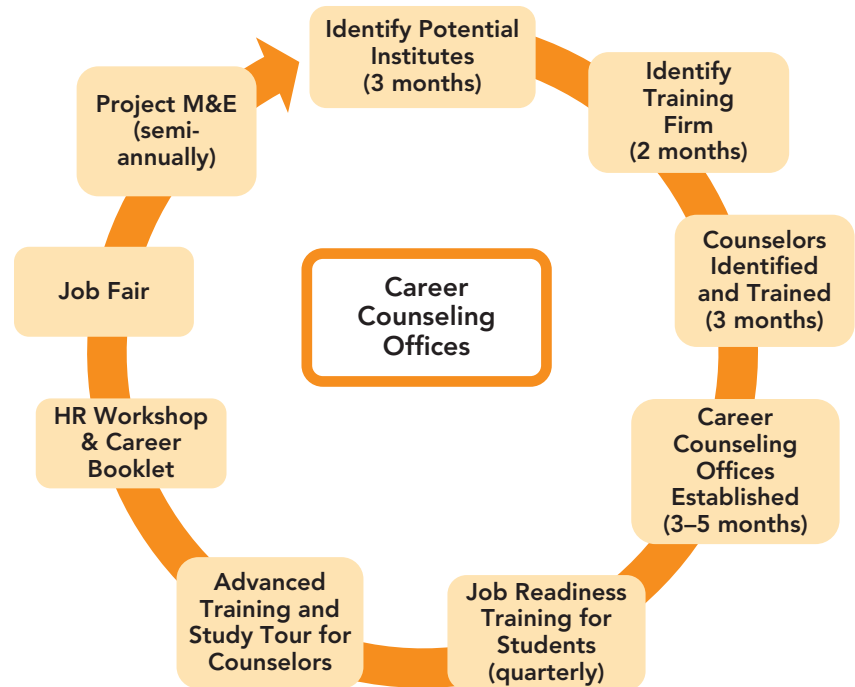 Identify Potential
Institutes
(3 months)
Identify
Training
Firm
(2 months)
Counselors
Identified
and Trained
(3 months)
Career
Counseling
Offices
Established
(3–5 months)
Job Readiness
Training for
Students
(quarterly)
Advanced
Training and
Study Tour for
Counselors
HR Workshop
& Career
Booklet
Job Fair
Project M&E
(semi-
annually)
Career
Counseling
Offices